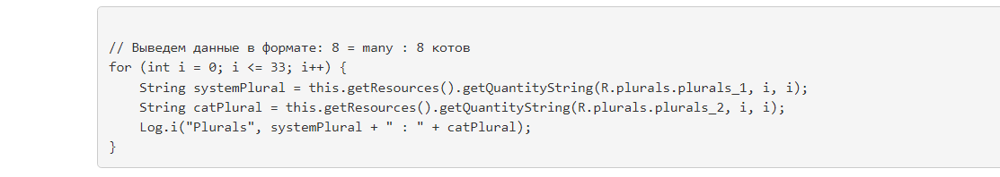 // Выведем данные в формате: 8 = many : 8 котов
for (int i = 0; i <= 33; i++) {
    String systemPlural = this.getResources().getQuantityString(R.plurals.plurals_1, i, i);
    String catPlural = this.getResources().getQuantityString(R.plurals.plurals_2, i, i);
    Log.i("Plurals", systemPlural + " : " + catPlural);
}